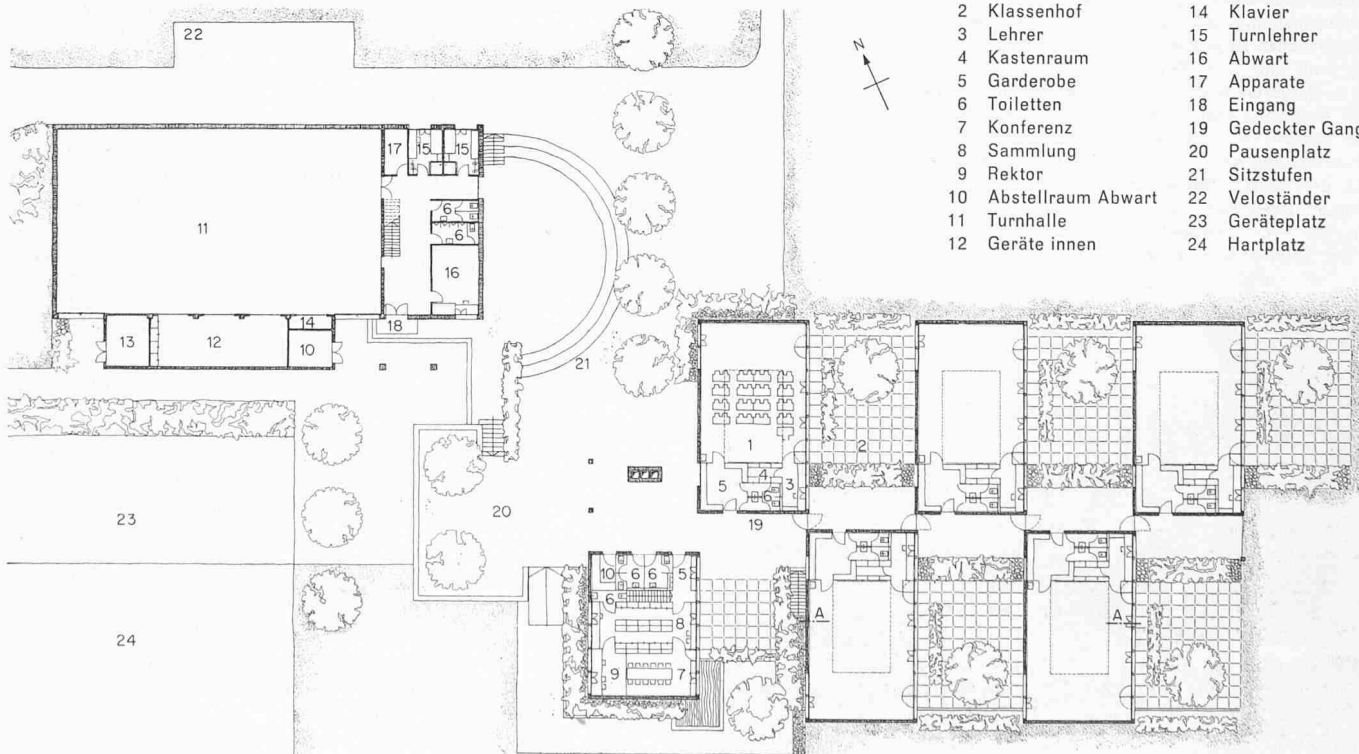 2 Klassenhof
3 Lehrer
4 Kastenraum
5 Garderobe
6 Toiletten
7 Konferenz
8 Sammlung
9 Rektor
10 Abstellraum Abwart
11 Turnhalle
12 Geräte innen
14 Klavier
15 Turnlehrer
16 Abwart
17 Apparate
18 Eingang
19 Gedeckter Gang
20 Pausenplatz
21 Sitzstufen
22 Veloständer
23 Geräteplatz
24 Hartplatz
22
N
17 15 15
6
11
6
16
18
14
13 12 10
21
1 2
4
5 3
6
23 20 19
10 6 6 5
6
8
A A
24
9 7